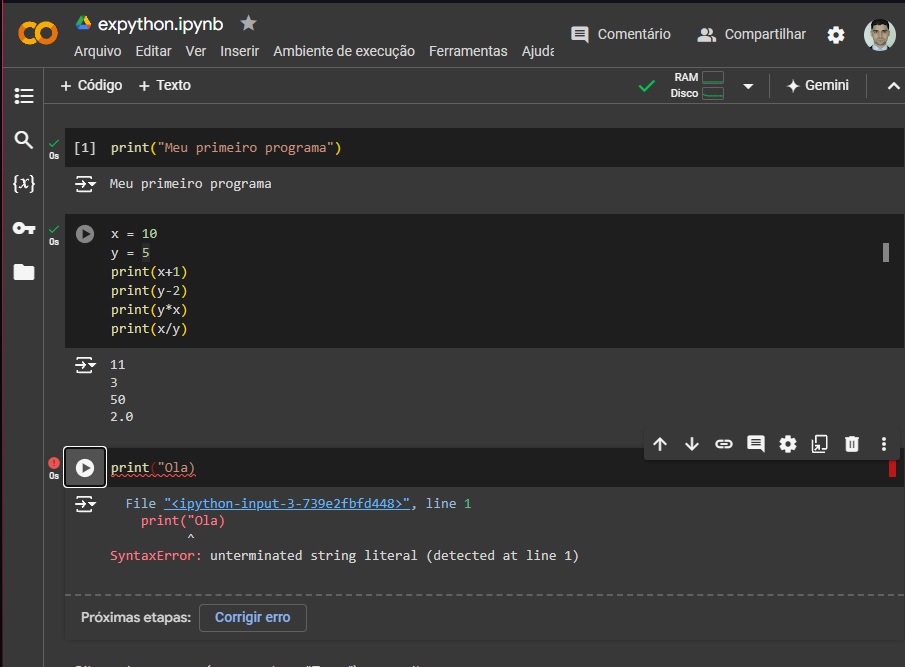 expython.ipynb
Arquivo Editar Ver Inserir Ambiente de execução Ferramentas Ajuda
Comentário
Compartilhar
+ Código + Texto
RAM
Disco
Gemini
0s
[1] print("Meu primeiro programa")
Meu primeiro programa
{x}
0s
x = 10
y = 5
print(x+1)
print(y-2)
print(y*x)
print(x/y)
11
3
50
2.0
0s
print("Ola)
File "<ipython-input-3-739e2fbfd448>", line 1
print("Ola)
^
SyntaxError: unterminated string literal (detected at line 1)
Próximas etapas: Corrigir erro